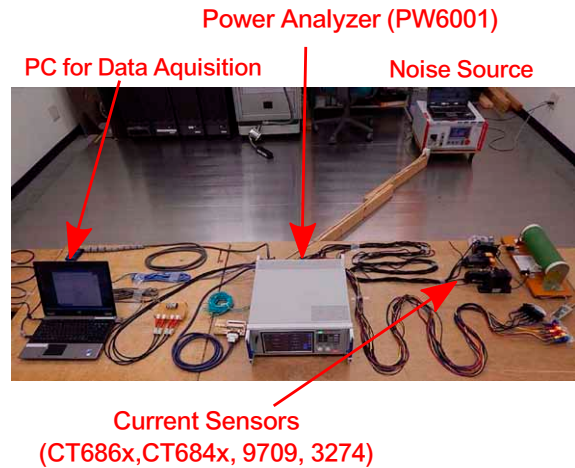 Power Analyzer (PW6001)
PC for Data Aquisition
Noise Source
Current Sensors
(CT686x,CT684x, 9709, 3274)